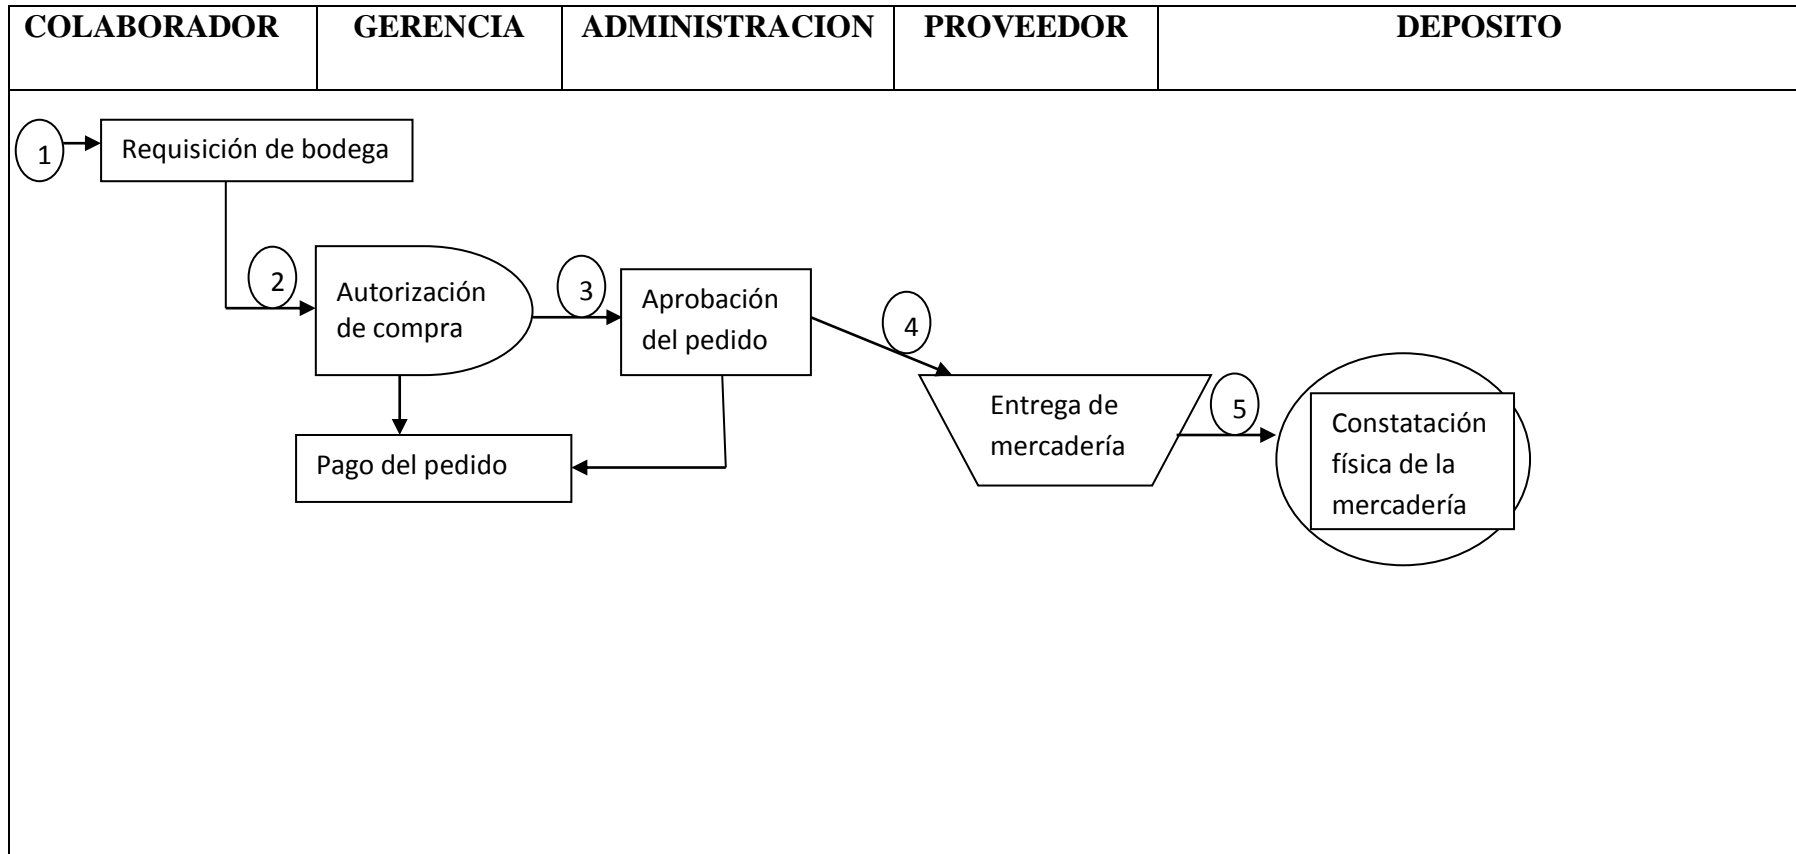 COLABORADOR
GERENCIA
ADMINISTRACION
PROVEEDOR
DEPOSITO
1
Requisición de bodega
2
Autorización
de compra
3
Aprobación
del pedido
4
Pago del pedido
Entrega de
mercadería
5
Constatación
física de la
mercadería